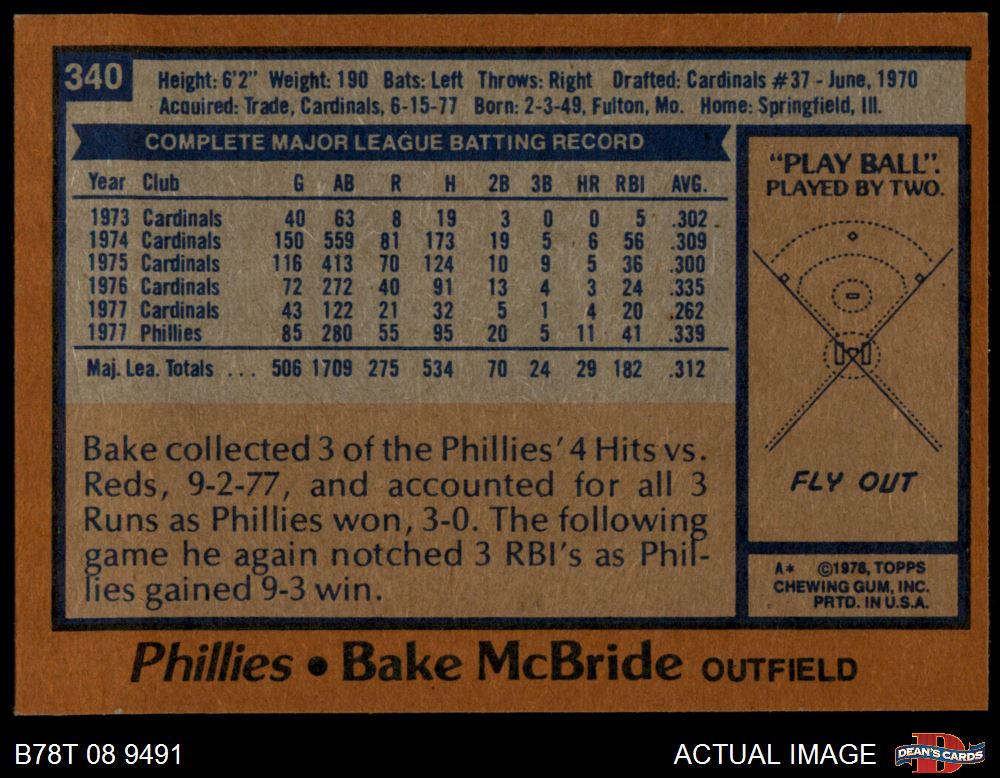 340
Height: 6'2" Weight: 190 Bats: Left Throws: Right Drafted: Cardinals #37 - June, 1970
Acquired: Trade, Cardinals, 6-15-77 Born: 2-3-49, Fulton, Mo. Home: Springfield, Ill.
COMPLETE MAJOR LEAGUE BATTING RECORD
Year Club G AB R H 2B 3B HR RBI AVG.
1973 Cardinals 40 63 8 19 3 0 0 5 .302
1974 Cardinals 150 559 81 173 19 5 6 56 .309
1975 Cardinals 116 413 70 124 10 9 5 36 .300
1976 Cardinals 72 272 40 91 13 4 3 24 .335
1977 Cardinals 43 122 21 32 5 1 4 20 .262
1977 Phillies 85 280 55 95 20 5 11 41 .339
Maj. Lea. Totals ... 506 1709 275 534 70 24 29 182 .312
Bake collected 3 of the Phillies' 4 Hits vs.
Reds, 9-2-77, and accounted for all 3
Runs as Phillies won, 3-0. The following
game he again notched 3 RBI's as Phil-
lies gained 9-3 win.
"PLAY BALL".
PLAYED BY TWO.
FLY OUT
A* ©1978, TOPPS
CHEWING GUM, INC.
PRTD. IN U.S.A.
Phillies • Bake McBride OUTFIELD
B78T 08 9491
ACTUAL IMAGE
DEAN'S CARDS